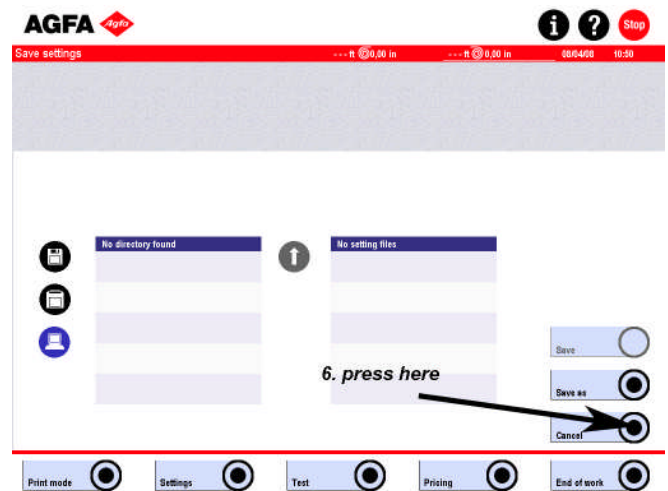 AGFA Agfa i ? Stop
Save settings --- ft 0,00 in --- ft 0,00 in 08/04/08 10:50
No directory found No setting files
Save
6. press here
Save as
Cancel
Print mode Settings Test Pricing End of work